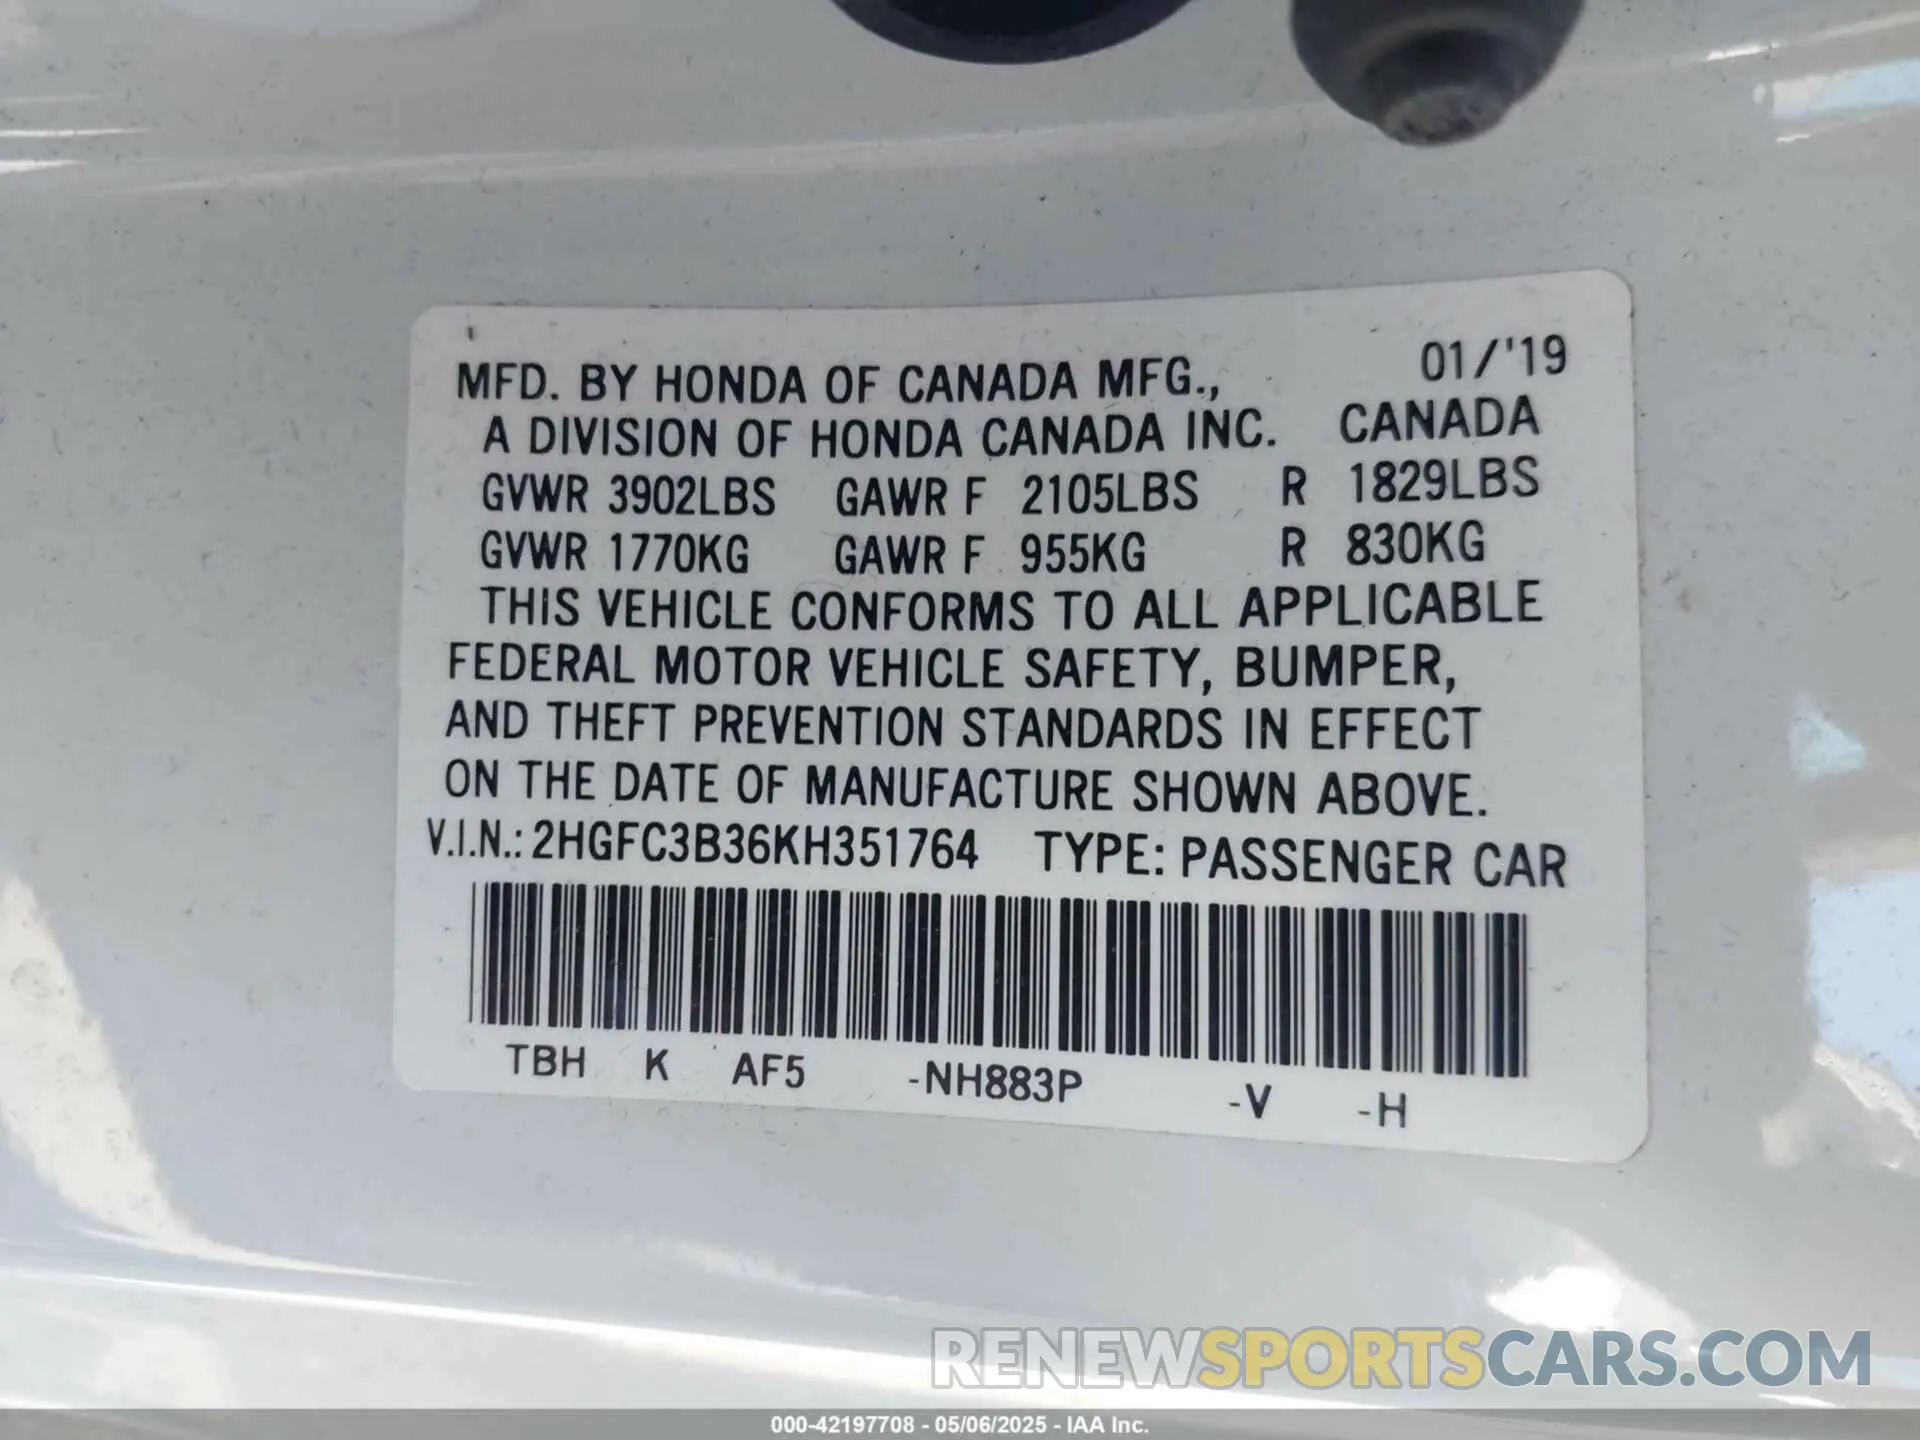 MFD. BY HONDA OF CANADA MFG., 01/'19
A DIVISION OF HONDA CANADA INC. CANADA
GVWR 3902LBS GAWR F 2105LBS R 1829LBS
GVWR 1770KG GAWR F 955KG R 830KG
THIS VEHICLE CONFORMS TO ALL APPLICABLE
FEDERAL MOTOR VEHICLE SAFETY, BUMPER,
AND THEFT PREVENTION STANDARDS IN EFFECT
ON THE DATE OF MANUFACTURE SHOWN ABOVE.
V.I.N.: 2HGFC3B36KH351764 TYPE: PASSENGER CAR
TBH K AF5 -NH883P -V -H
RENEWSPORTSCARS.COM
000-42197708 - 05/06/2025 - IAA Inc.